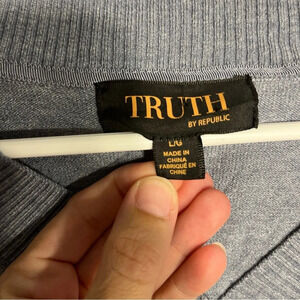 TRUTH
BY REPUBLIC
L/G
MADE IN
CHINA
FABRIQUÉ EN
CHINE